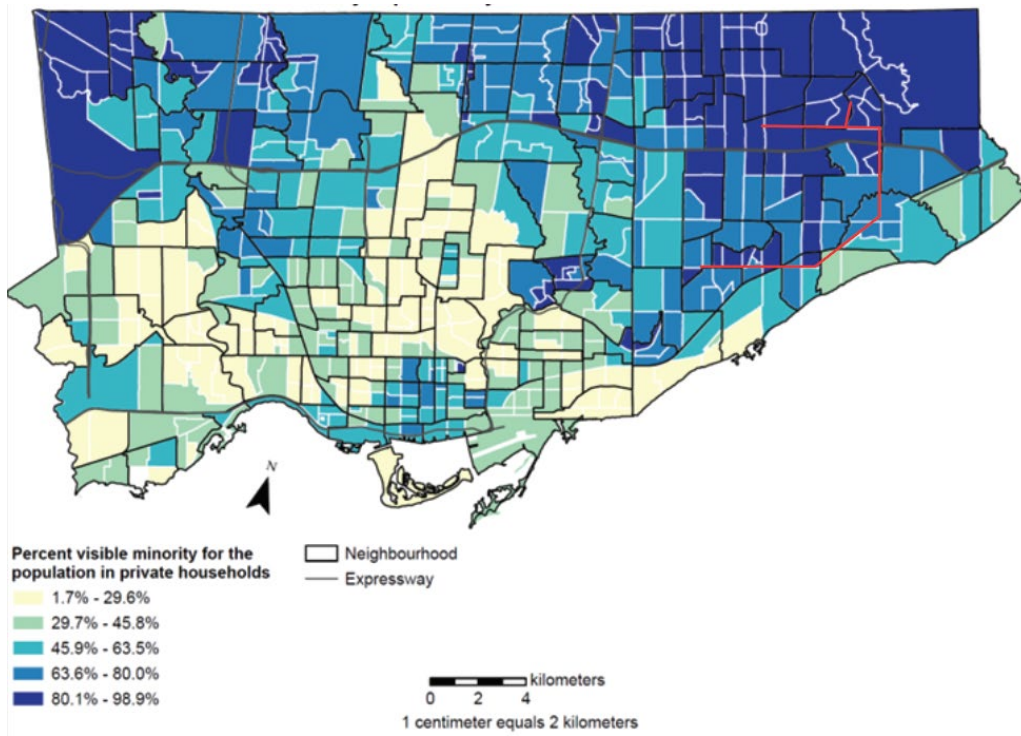 N
Percent visible minority for the
population in private households
1.7% - 29.6%
29.7% - 45.8%
45.9% - 63.5%
63.6% - 80.0%
80.1% - 98.9%
Neighbourhood
Expressway
kilometers
0 2 4
1 centimeter equals 2 kilometers